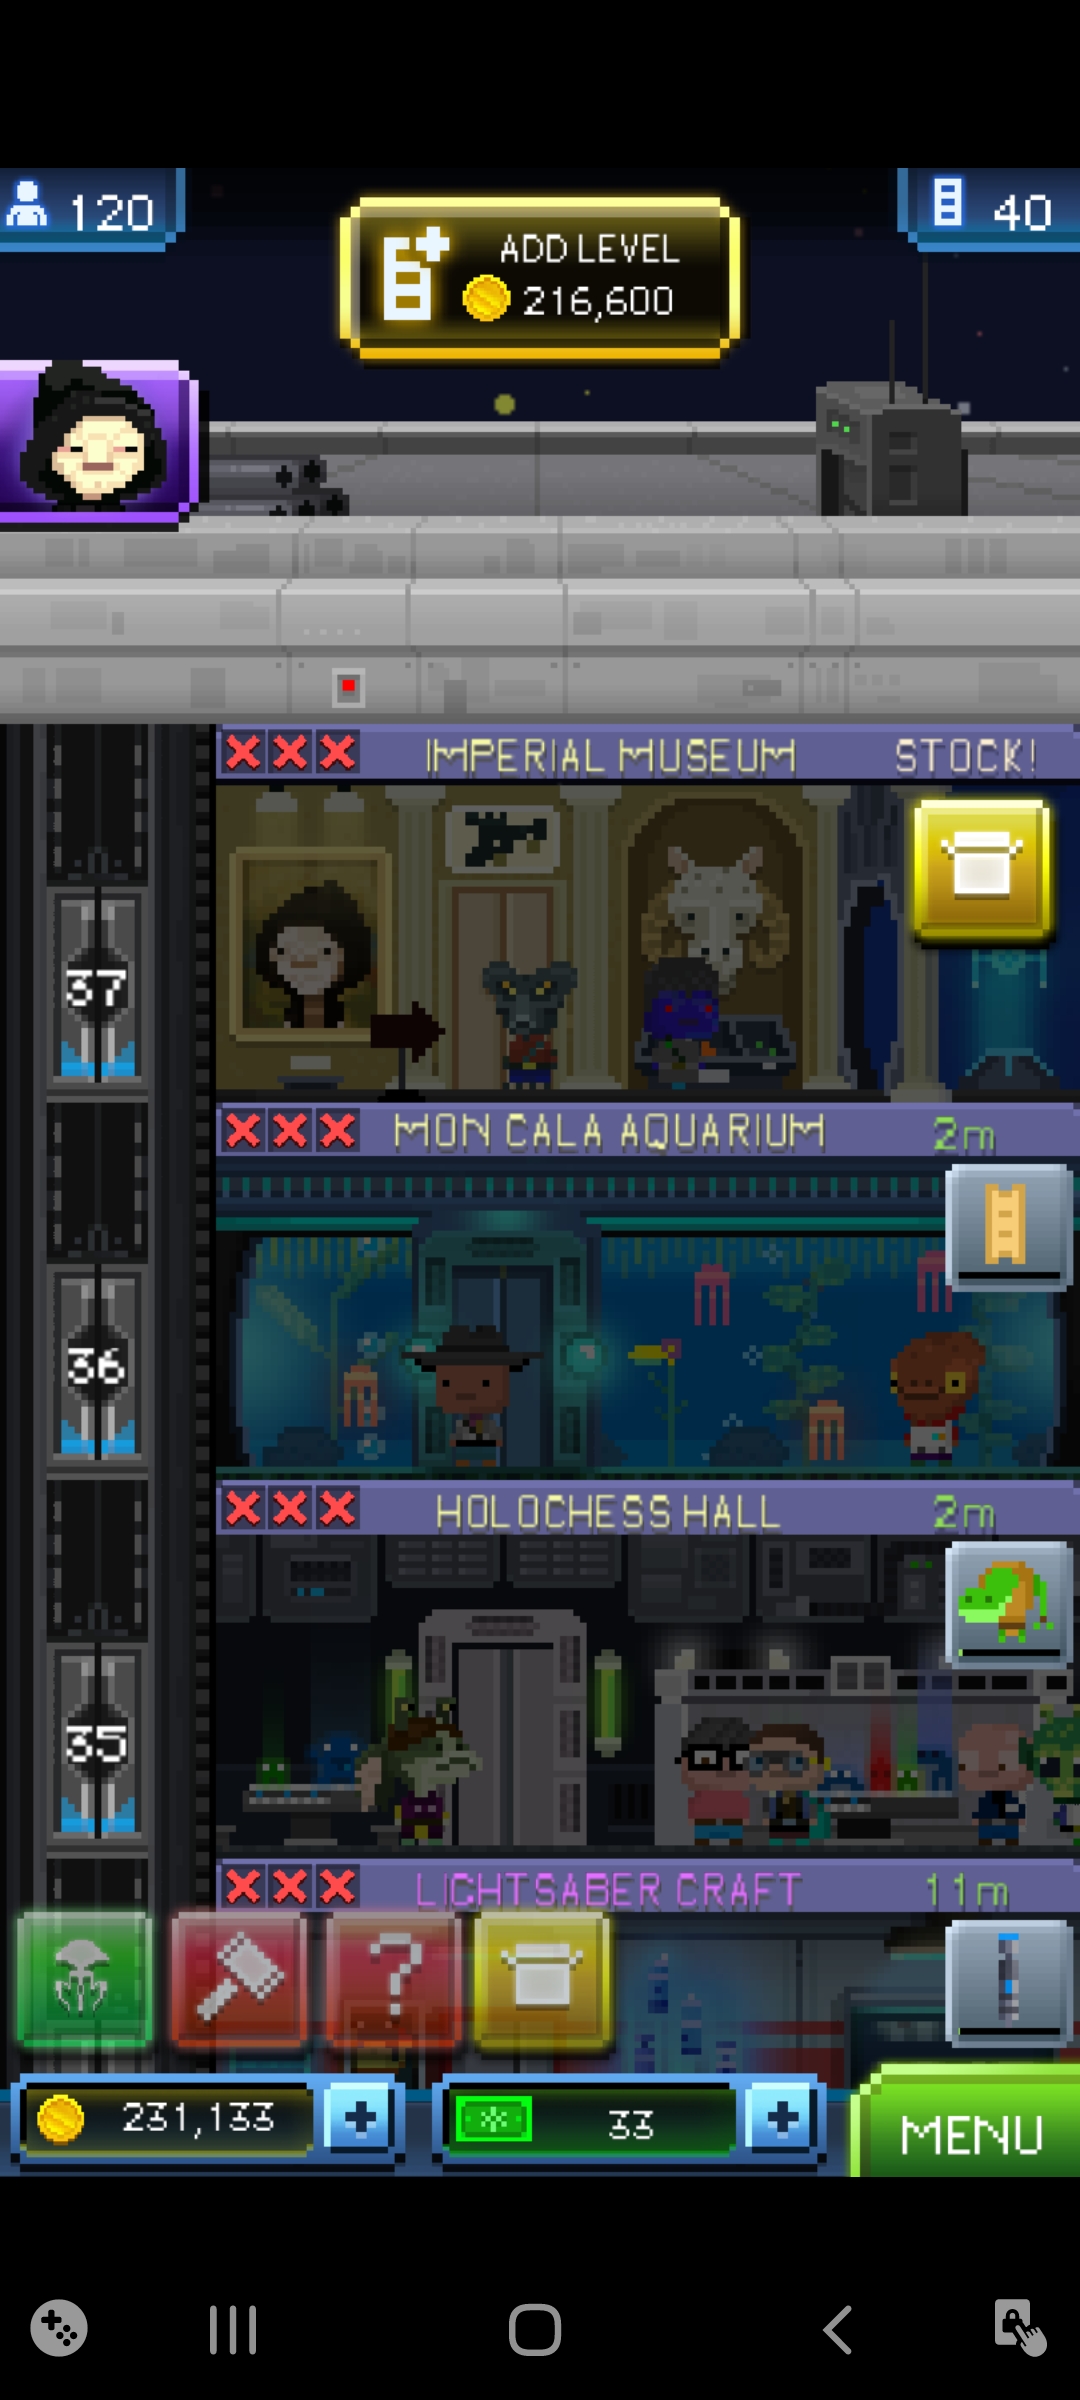 120
ADD LEVEL
216,600
40
IMPERIAL MUSEUM STOCK!
37
MON CALA AQUARIUM 2m
36
HOLOCHESS HALL 2m
35
LIGHTSABER CRAFT 11m
?
231,133 + 33 + MENU